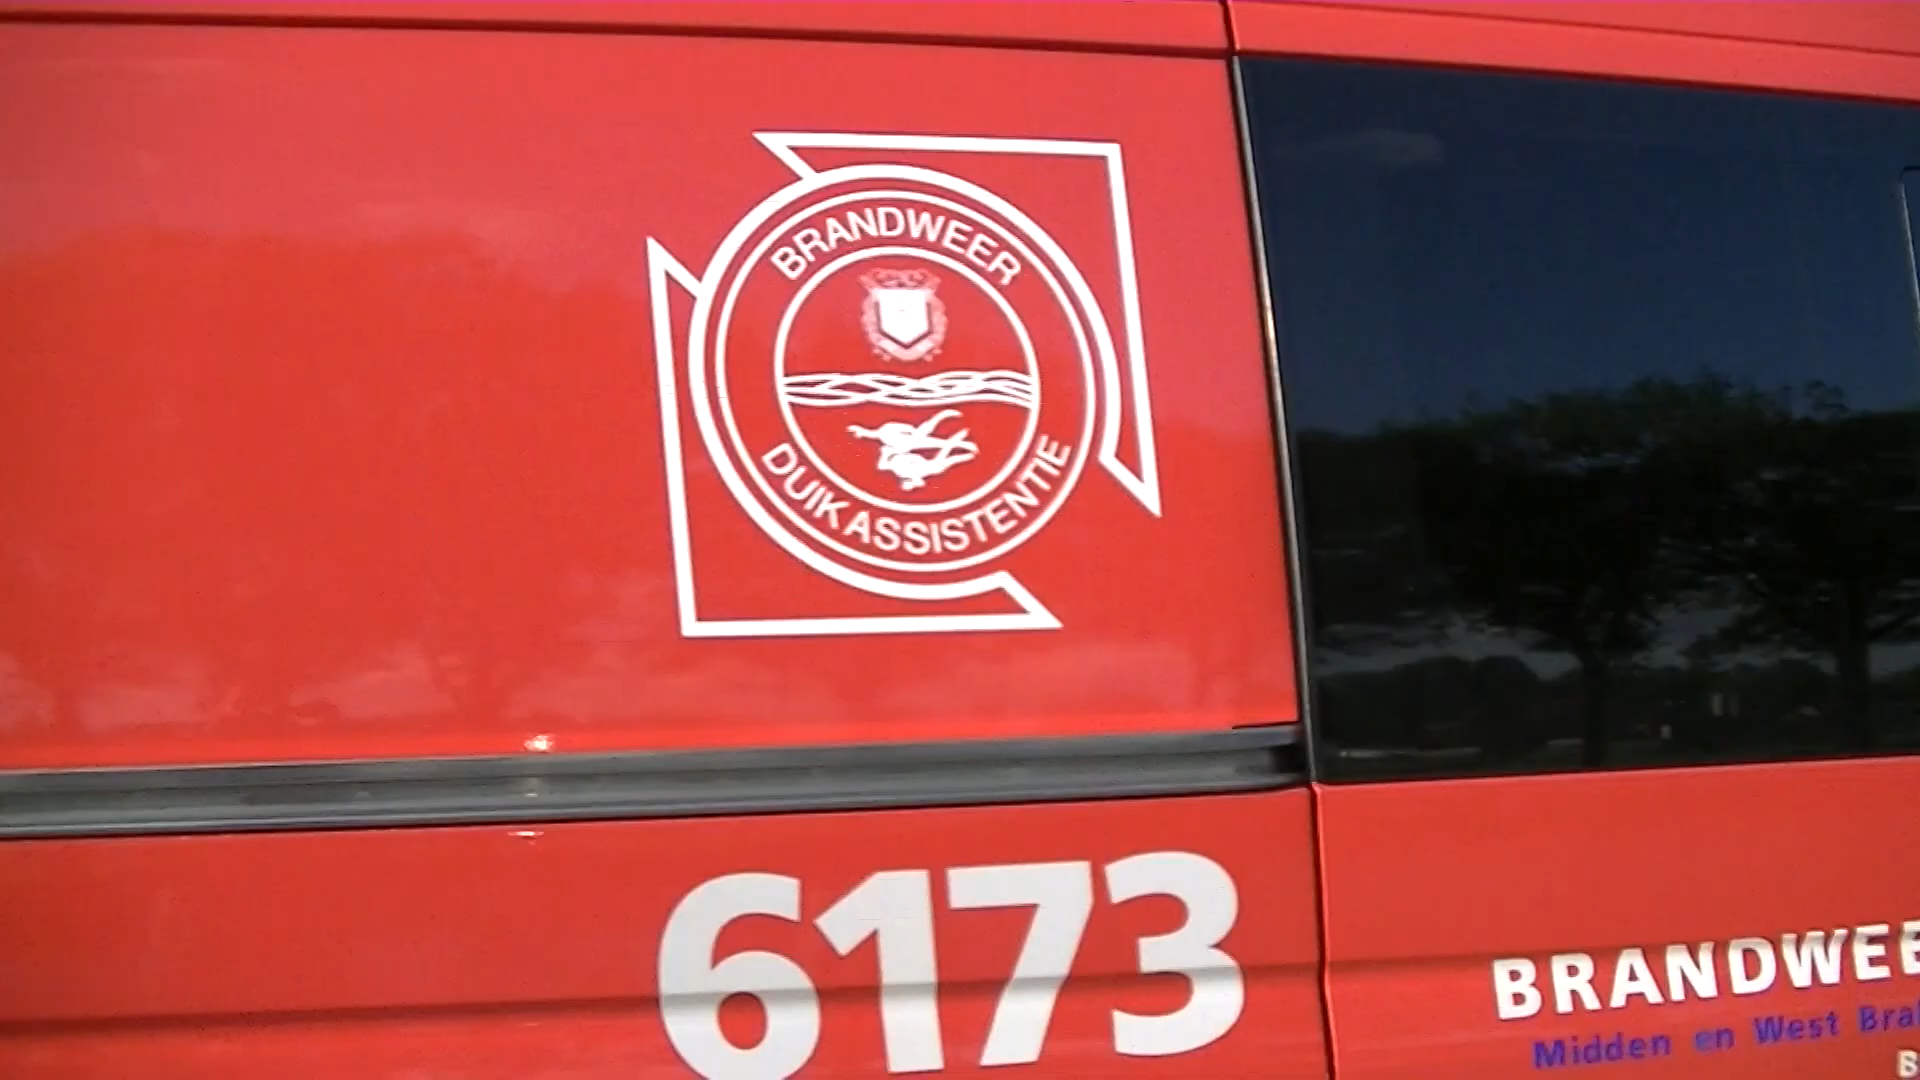 BRANDWEER
DUIKASSISTENTIE
6173
BRANDWEE
Midden en West Bra
B